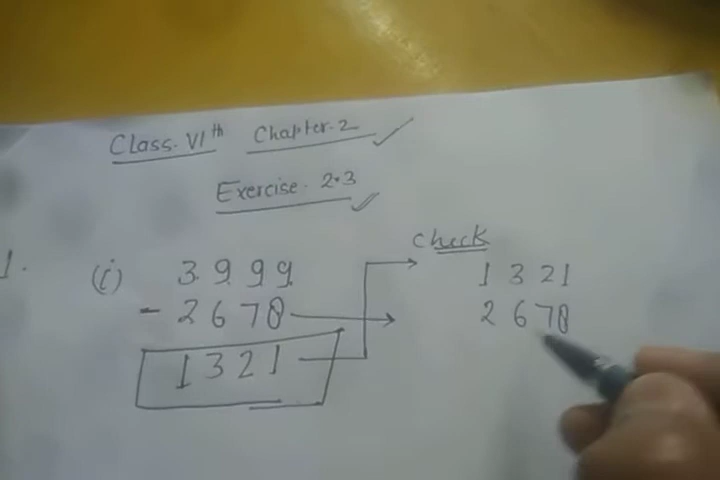 Class. VIth Chapter. 2
Exercise. 2.3
Check
1. (i) 3999 1321
- 2678 2678
1321